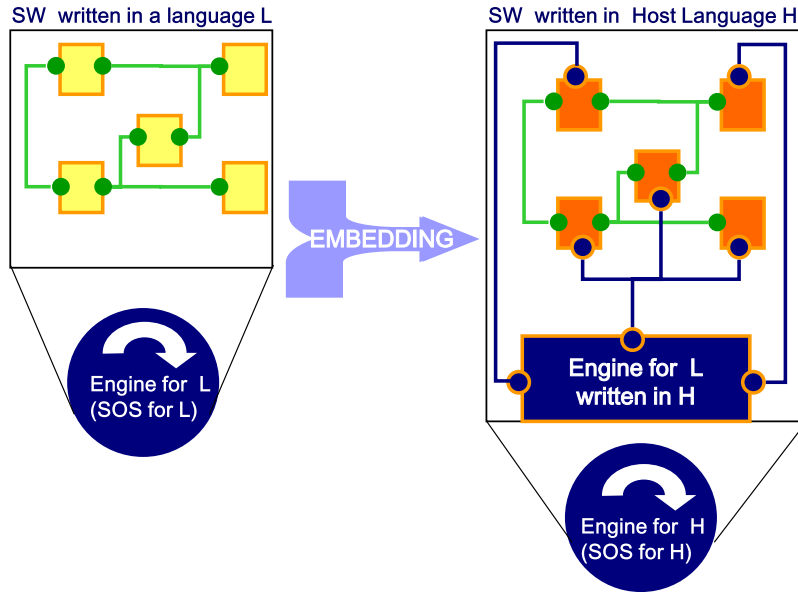 SW written in a language L
SW written in Host Language H
EMBEDDING
Engine for L
(SOS for L)
Engine for L
written in H
Engine for H
(SOS for H)